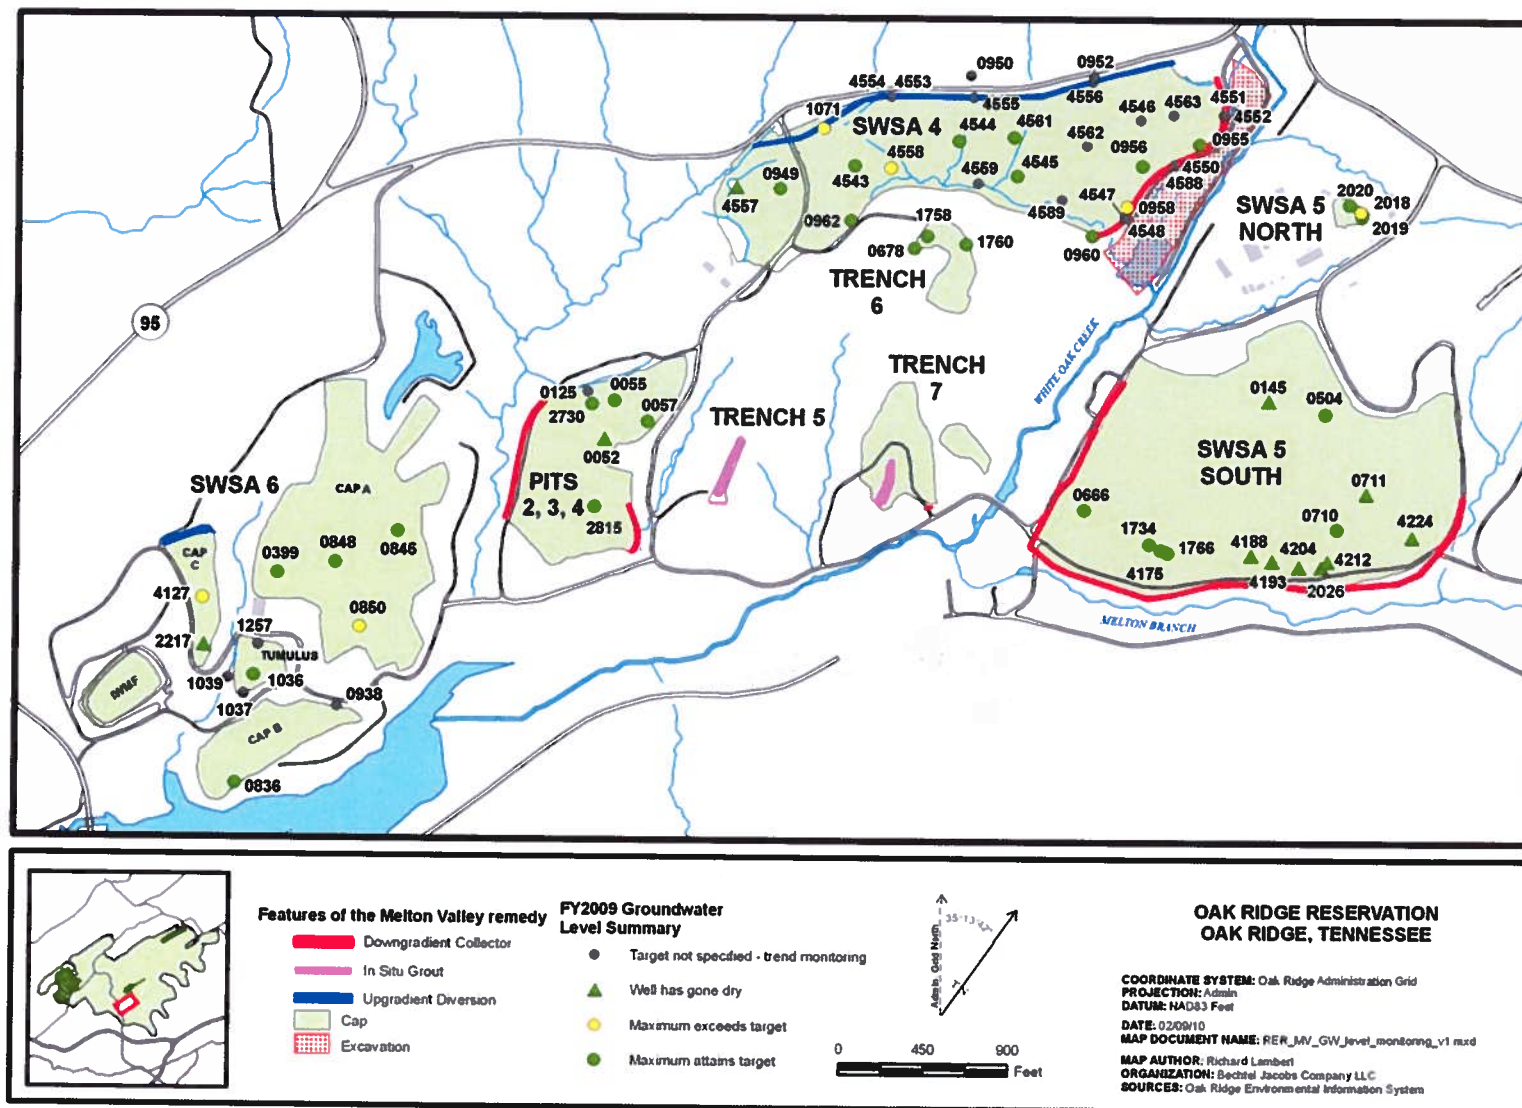 0950
0952
4554
4553
4555
4556
1071
SWSA 4
4544
4561
4546
4563
4551
4552
4562
0955
4558
4559
4545
0956
4550
4588
4543
0949
4557
0962
4589
4547
0958
4548
0960
1758
0678
1760
TRENCH
6
SWSA 5
NORTH
2020
2018
2019
95
WHITE OAK CREEK
TRENCH
7
TRENCH 5
0125
0055
2730
0057
0052
PITS
2, 3, 4
2815
0145
0504
SWSA 5
SOUTH
0666
0711
0710
4224
1734
1766
4175
4188
4204
4212
4193
2026
MELTON BRANCH
SWSA 6
CAP A
CAP
C
0399
0848
0846
4127
0850
1257
2217
TUMULUS
1039
1036
1037
0938
CAP B
0836
Features of the Melton Valley remedy
Downgradient Collector
In Situ Grout
Upgradient Diversion
Cap
Excavation
FY2009 Groundwater
Level Summary
Target not specified - trend monitoring
Well has gone dry
Maximum exceeds target
Maximum attains target
Admin. Grid North
0 450 900
Feet
OAK RIDGE RESERVATION
OAK RIDGE, TENNESSEE
COORDINATE SYSTEM: Oak Ridge Administration Grid
PROJECTION: Admin
DATUM: NAD83 Feet
DATE: 02/09/10
MAP DOCUMENT NAME: RER_MV_GW_level_monitoring_v1 mxd
MAP AUTHOR: Richard Lambert
ORGANIZATION: Bechtel Jacobs Company LLC
SOURCES: Oak Ridge Environmental Information System